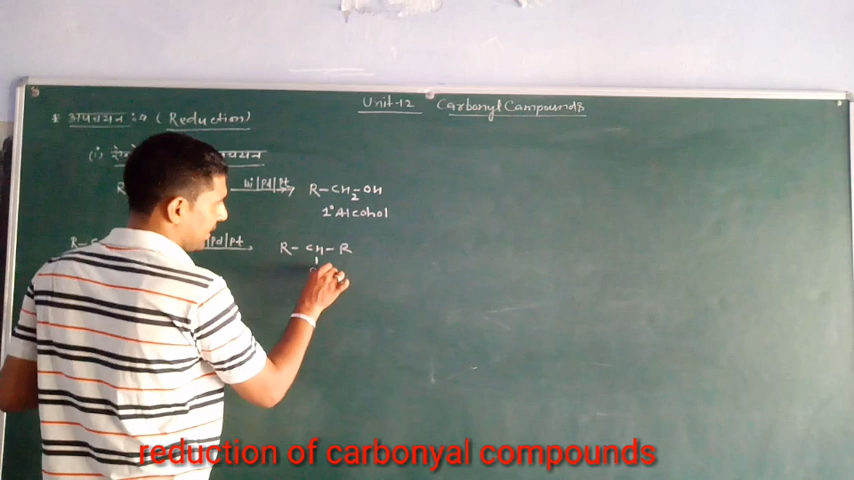 Unit-12 Carbonyl Compounds
* अपचयन :- (Reduction)
(i)
Ni|Pd|Pt R-CH2-OH
1° Alcohol
R-C |Pd|Pt R-CH-R
reduction of carbonyal compounds